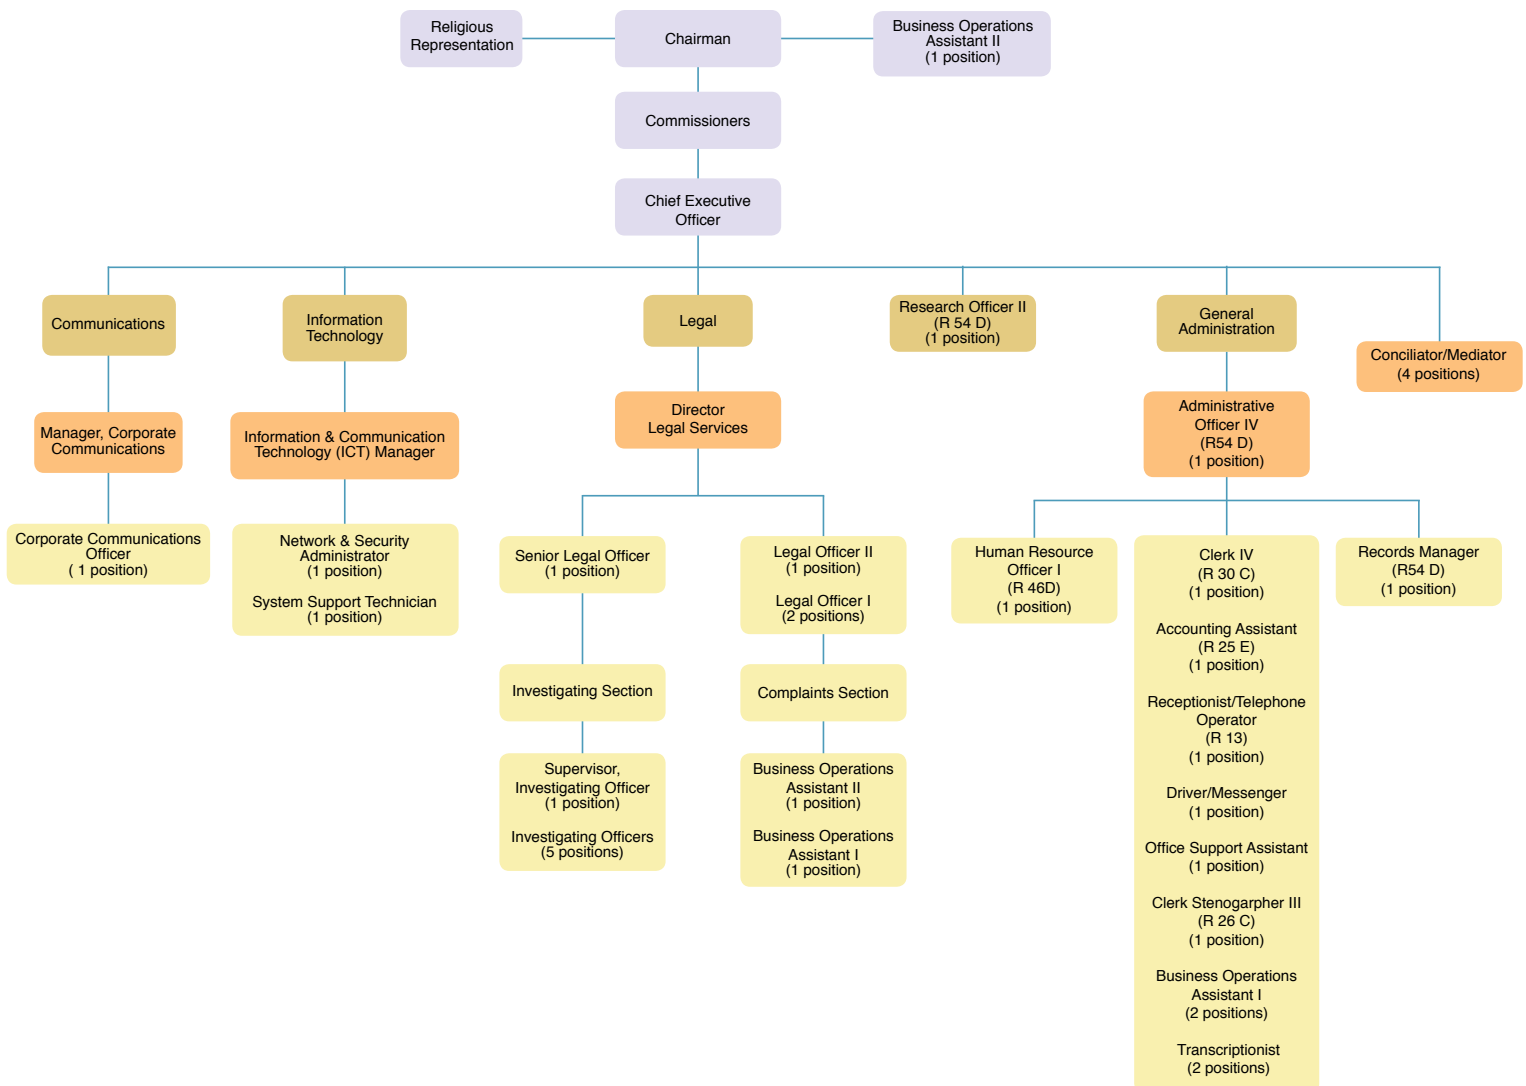 Religious
Representation
Chairman
Business Operations
Assistant II
(1 position)
Commissioners
Chief Executive
Officer
Communications
Information
Technology
Legal
Research Officer II
(R 54 D)
(1 position)
General
Administration
Conciliator/Mediator
(4 positions)
Manager, Corporate
Communications
Information & Communication
Technology (ICT) Manager
Director
Legal Services
Administrative
Officer IV
(R54 D)
(1 position)
Corporate Communications
Officer
( 1 position)
Network & Security
Administrator
(1 position)
System Support Technician
(1 position)
Senior Legal Officer
(1 position)
Legal Officer II
(1 position)
Legal Officer I
(2 positions)
Investigating Section
Complaints Section
Supervisor,
Investigating Officer
(1 position)
Investigating Officers
(5 positions)
Business Operations
Assistant II
(1 position)
Business Operations
Assistant I
(1 position)
Human Resource
Officer I
(R 46D)
(1 position)
Clerk IV
(R 30 C)
(1 position)
Accounting Assistant
(R 25 E)
(1 position)
Receptionist/Telephone
Operator
(R 13)
(1 position)
Driver/Messenger
(1 position)
Office Support Assistant
(1 position)
Clerk Stenogarpher III
(R 26 C)
(1 position)
Business Operations
Assistant I
(2 positions)
Transcriptionist
(2 positions)
Records Manager
(R54 D)
(1 position)